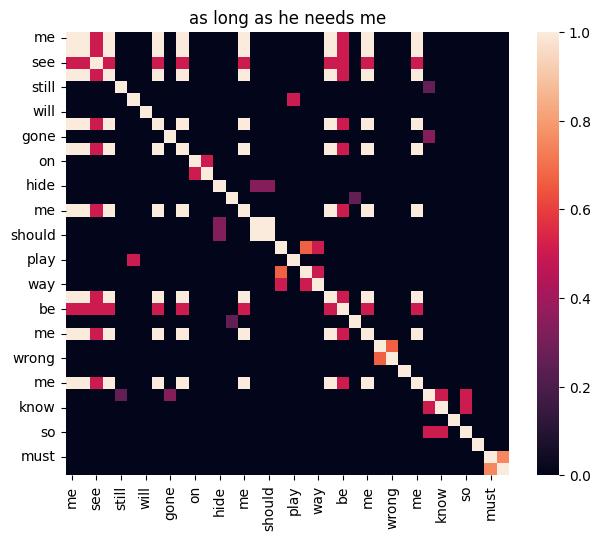 as long as he needs me
me
see
still
will
gone
on
hide
me
should
play
way
be
me
wrong
me
know
so
must
me
see
still
will
gone
on
hide
me
should
play
way
be
me
wrong
me
know
so
must
1.0
0.8
0.6
0.4
0.2
0.0